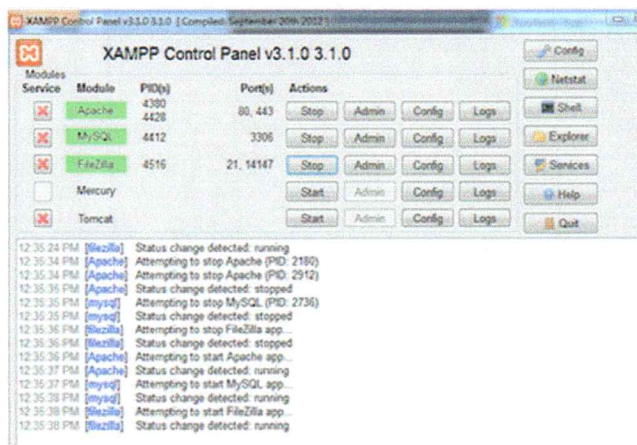 XAMPP Control Panel v3.1.0 3.1.0 [Compiled: September 20th 2012]
XAMPP Control Panel v3.1.0 3.1.0
Config
Modules
Service Module PID(s) Port(s) Actions
Netstat
Apache 4380 4428 80, 443 Stop Admin Config Logs
Shell
MySQL 4412 3306 Stop Admin Config Logs
Explorer
FileZilla 4516 21, 14147 Stop Admin Config Logs
Services
Mercury Start Admin Config Logs
Help
Tomcat Start Admin Config Logs
Quit
12:35:24 PM [filezilla] Status change detected: running
12:35:34 PM [Apache] Attempting to stop Apache (PID: 2180)
12:35:34 PM [Apache] Attempting to stop Apache (PID: 2912)
12:35:35 PM [Apache] Status change detected: stopped
12:35:35 PM [mysql] Attempting to stop MySQL (PID: 2736)
12:35:35 PM [mysql] Status change detected: stopped
12:35:36 PM [filezilla] Attempting to stop FileZilla app...
12:35:36 PM [filezilla] Status change detected: stopped
12:35:36 PM [Apache] Attempting to start Apache app...
12:35:37 PM [Apache] Status change detected: running
12:35:37 PM [mysql] Attempting to start MySQL app...
12:35:38 PM [mysql] Status change detected: running
12:35:38 PM [filezilla] Attempting to start FileZilla app...
12:35:38 PM [filezilla] Status change detected: running